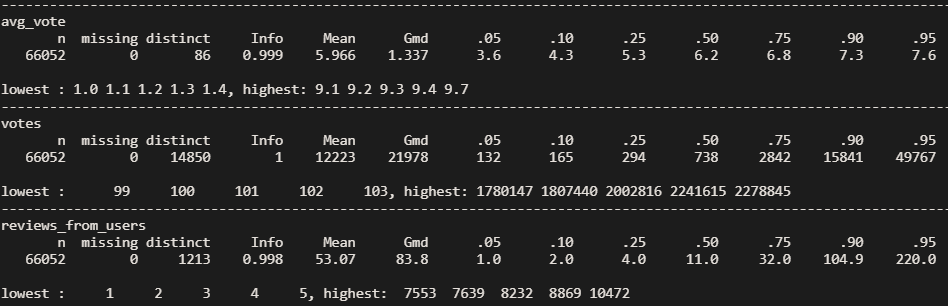 avg_vote
n missing distinct Info Mean Gmd .05 .10 .25 .50 .75 .90 .95
66052 0 86 0.999 5.966 1.337 3.6 4.3 5.3 6.2 6.8 7.3 7.6
lowest : 1.0 1.1 1.2 1.3 1.4, highest: 9.1 9.2 9.3 9.4 9.7
votes
n missing distinct Info Mean Gmd .05 .10 .25 .50 .75 .90 .95
66052 0 14850 1 12223 21978 132 165 294 738 2842 15841 49767
lowest : 99 100 101 102 103, highest: 1780147 1807440 2002816 2241615 2278845
reviews_from_users
n missing distinct Info Mean Gmd .05 .10 .25 .50 .75 .90 .95
66052 0 1213 0.998 53.07 83.8 1.0 2.0 4.0 11.0 32.0 104.9 220.0
lowest : 1 2 3 4 5, highest: 7553 7639 8232 8869 10472